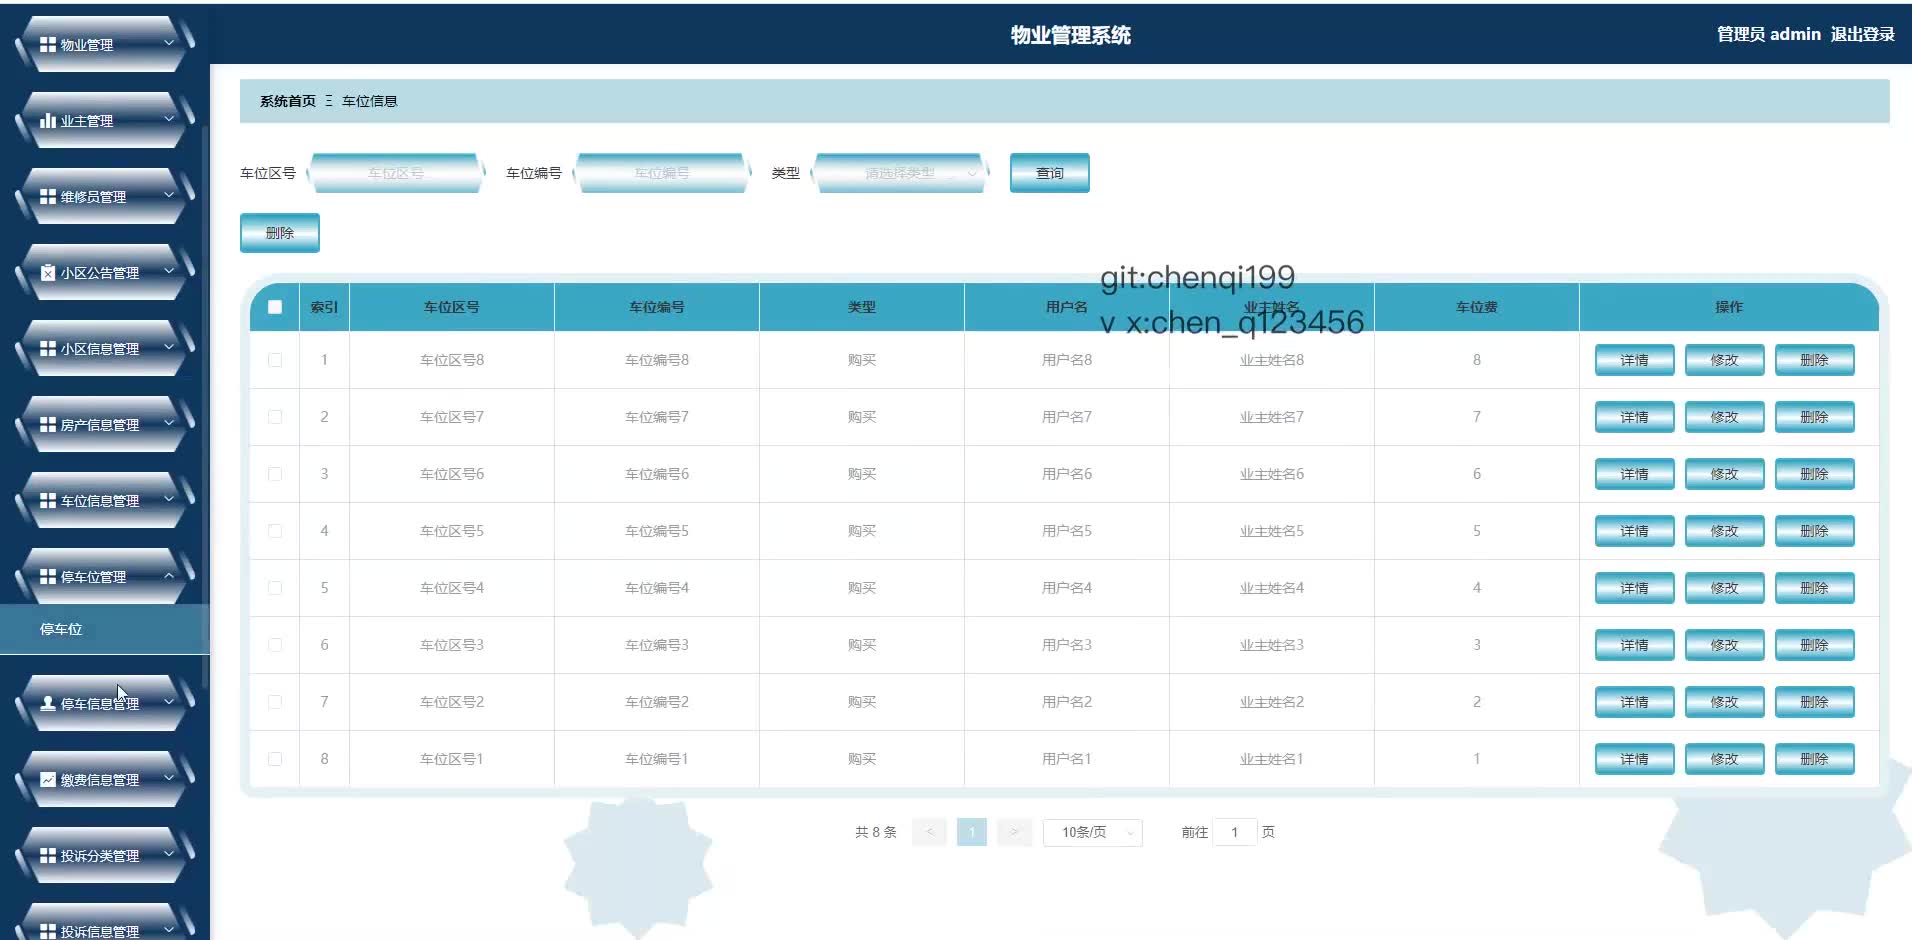 物业管理系统
管理员 admin 退出登录
物业管理
业主管理
维修员管理
小区公告管理
小区信息管理
房产信息管理
车位信息管理
停车位管理
停车位
停车信息管理
缴费信息管理
投诉分类管理
投诉信息管理
系统首页 Ξ 车位信息
车位区号 车位区号 车位编号 车位编号 类型 请选择类型 查询
删除
git:chenqi199
v x:chen_q123456
索引 车位区号 车位编号 类型 用户名 业主姓名 车位费 操作
1 车位区号8 车位编号8 购买 用户名8 业主姓名8 8 详情 修改 删除
2 车位区号7 车位编号7 购买 用户名7 业主姓名7 7 详情 修改 删除
3 车位区号6 车位编号6 购买 用户名6 业主姓名6 6 详情 修改 删除
4 车位区号5 车位编号5 购买 用户名5 业主姓名5 5 详情 修改 删除
5 车位区号4 车位编号4 购买 用户名4 业主姓名4 4 详情 修改 删除
6 车位区号3 车位编号3 购买 用户名3 业主姓名3 3 详情 修改 删除
7 车位区号2 车位编号2 购买 用户名2 业主姓名2 2 详情 修改 删除
8 车位区号1 车位编号1 购买 用户名1 业主姓名1 1 详情 修改 删除
共 8 条 < 1 > 10条/页 前往 1 页